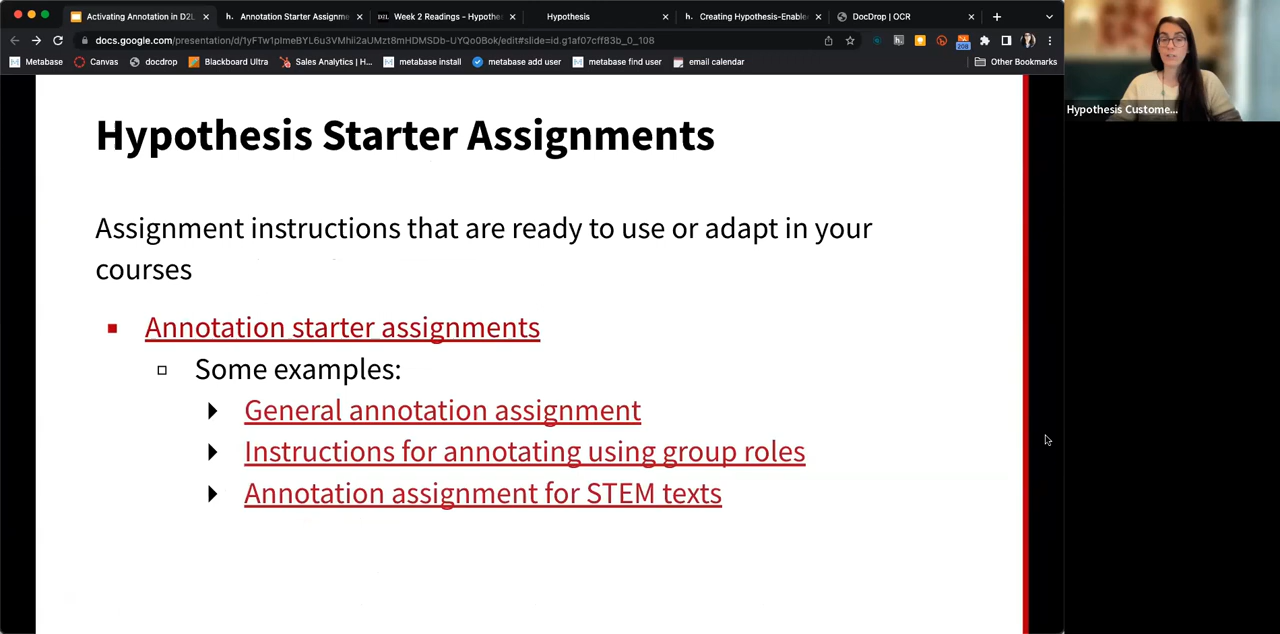 Activating Annotation in D2L
Annotation Starter Assignme
Week 2 Readings - Hypothe
Hypothesis
Creating Hypothesis-Enable
DocDrop | OCR
docs.google.com/presentation/d/1yFTw1pImeBYL6u3VMhii2aUMzt8mHDMSDb-UYQo0Bok/edit#slide=id.g1af07cff83b_0_108
208
Metabase
Canvas
docdrop
Blackboard Ultra
Sales Analytics | H...
metabase install
metabase add user
metabase find user
email calendar
Other Bookmarks
Hypothesis Custome...
Hypothesis Starter Assignments
Assignment instructions that are ready to use or adapt in your
courses
Annotation starter assignments
Some examples:
General annotation assignment
Instructions for annotating using group roles
Annotation assignment for STEM texts